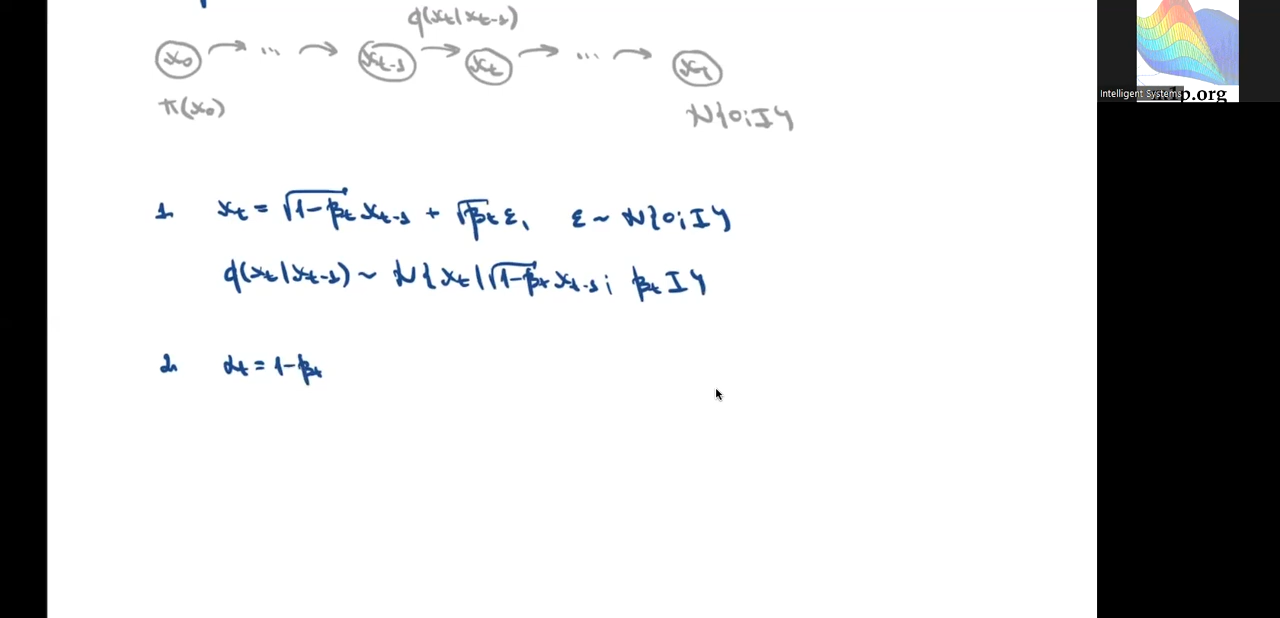 q(x_t|x_{t-1})
x_0 → ... → x_{t-1} → x_t → ... → x_T
π(x_0)
N{0; I}
1. x_t = √(1-β_t) x_{t-1} + √β_t ε, ε ~ N{0; I}
q(x_t|x_{t-1}) ~ N{x_t | √(1-β_t) x_{t-1}; β_t I}
2. α_t = 1-β_t
Intelligent Systems
.org